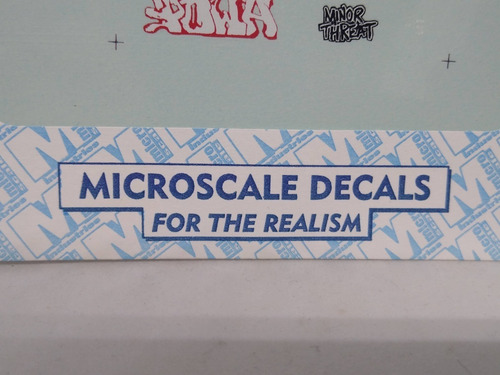 MINOR
THREAT
MICROSCALE DECALS
FOR THE REALISM